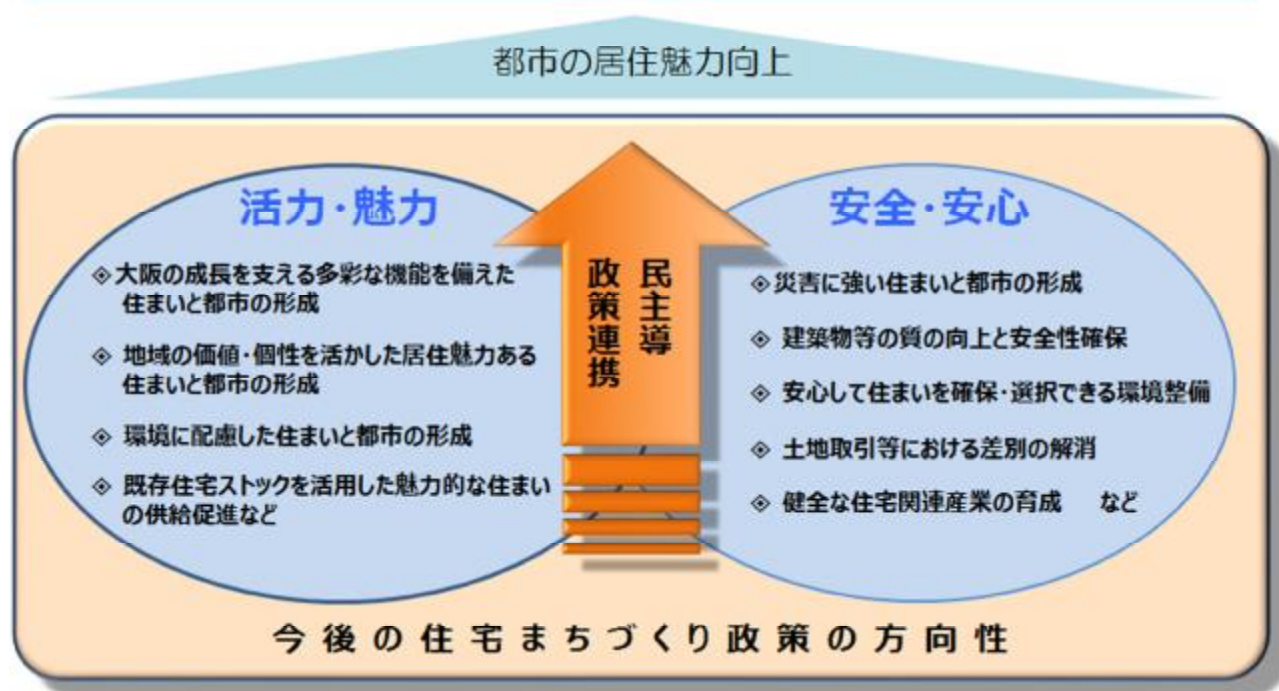 都市の居住魅力向上
活力・魅力
◈大阪の成長を支える多彩な機能を備えた
住まいと都市の形成
◈ 地域の価値・個性を活かした居住魅力ある
住まいと都市の形成
◈ 環境に配慮した住まいと都市の形成
◈ 既存住宅ストックを活用した魅力的な住まい
の供給促進など
民主導
政策連携
安全・安心
◈災害に強い住まいと都市の形成
◈ 建築物等の質の向上と安全性確保
◈ 安心して住まいを確保・選択できる環境整備
◈ 土地取引等における差別の解消
◈ 健全な住宅関連産業の育成 など
今後の住宅まちづくり政策の方向性